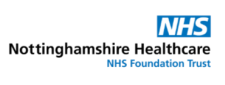 NHS
Nottinghamshire Healthcare
NHS Foundation Trust